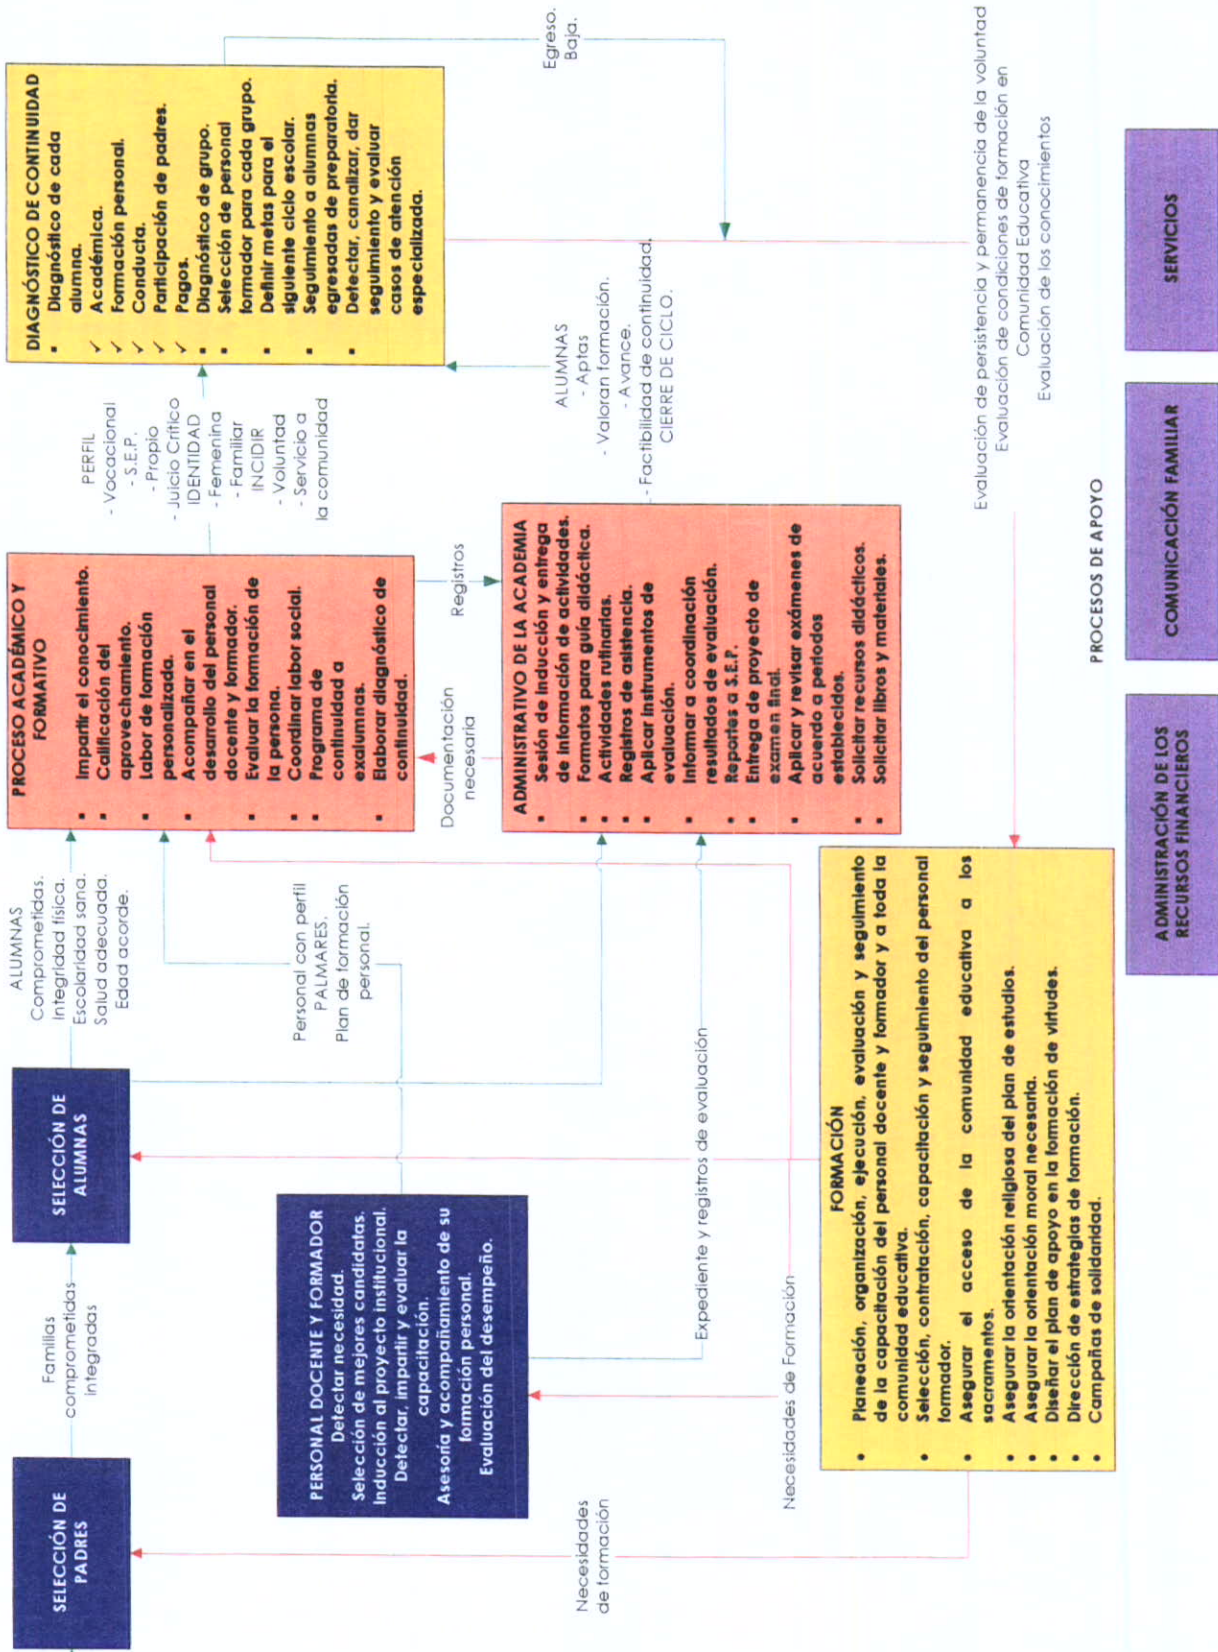 SELECCIÓN DE
PADRES
Familias
comprometidas
integradas
SELECCIÓN DE
ALUMNAS
ALUMNAS
Comprometidas.
Integridad física.
Escolaridad sana.
Salud adecuada.
Edad acorde.
PROCESO ACADÉMICO Y
FORMATIVO
▪ Impartir el conocimiento.
▪ Calificación del
aprovechamiento.
▪ Labor de formación
personalizada.
▪ Acompañar en el
desarrollo del personal
docente y formador.
▪ Evaluar la formación de
la persona.
▪ Coordinar labor social.
▪ Programa de
continuidad a
exalumnas.
▪ Elaborar diagnóstico de
continuidad.
PERFIL
- Vocacional
- S.E.P.
- Propio
- Juicio Crítico
IDENTIDAD
- Femenina
- Familiar
INCIDIR
- Voluntad
- Servicio a
la comunidad
DIAGNÓSTICO DE CONTINUIDAD
▪ Diagnóstico de cada
alumna.
✓ Académica.
✓ Formación personal.
✓ Conducta.
✓ Participación de padres.
✓ Pagos.
▪ Diagnóstico de grupo.
▪ Selección de personal
formador para cada grupo.
▪ Definir metas para el
siguiente ciclo escolar.
▪ Seguimiento a alumnas
egresadas de preparatoria.
▪ Detectar, canalizar, dar
seguimiento y evaluar
casos de atención
especializada.
PERSONAL DOCENTE Y FORMADOR
Detectar necesidad.
Selección de mejores candidatas.
Inducción al proyecto institucional.
Detectar, impartir y evaluar la
capacitación.
Asesoría y acompañamiento de su
formación personal.
Evaluación del desempeño.
Personal con perfil
PALMARES.
Plan de formación
personal.
Documentación
necesaria
Registros
ADMINISTRATIVO DE LA ACADEMIA
▪ Sesión de inducción y entrega
de información de actividades.
▪ Formatos para guía didáctica.
▪ Actividades rutinarias.
▪ Registros de asistencia.
▪ Aplicar instrumentos de
evaluación.
▪ Informar a coordinación
resultados de evaluación.
▪ Reportes a S.E.P.
▪ Entrega de proyecto de
examen final.
▪ Aplicar y revisar exámenes de
acuerdo a periodos
establecidos.
▪ Solicitar recursos didácticos.
▪ Solicitar libros y materiales.
ALUMNAS
- Aptas
- Valoran formación.
- Avance.
- Factibilidad de continuidad.
CIERRE DE CICLO.
Egreso.
Baja.
Expediente y registros de evaluación
Necesidades
de formación
Necesidades de Formación
FORMACIÓN
• Planeación, organización, ejecución, evaluación y seguimiento
de la capacitación del personal docente y formador y a toda la
comunidad educativa.
• Selección, contratación, capacitación y seguimiento del personal
formador.
• Asegurar el acceso de la comunidad educativa a los
sacramentos.
• Asegurar la orientación religiosa del plan de estudios.
• Asegurar la orientación moral necesaria.
• Diseñar el plan de apoyo en la formación de virtudes.
• Dirección de estrategias de formación.
• Campañas de solidaridad.
Evaluación de persistencia y permanencia de la voluntad
Evaluación de condiciones de formación en
Comunidad Educativa
Evaluación de los conocimientos
PROCESOS DE APOYO
ADMINISTRACIÓN DE LOS
RECURSOS FINANCIEROS
COMUNICACIÓN FAMILIAR
SERVICIOS